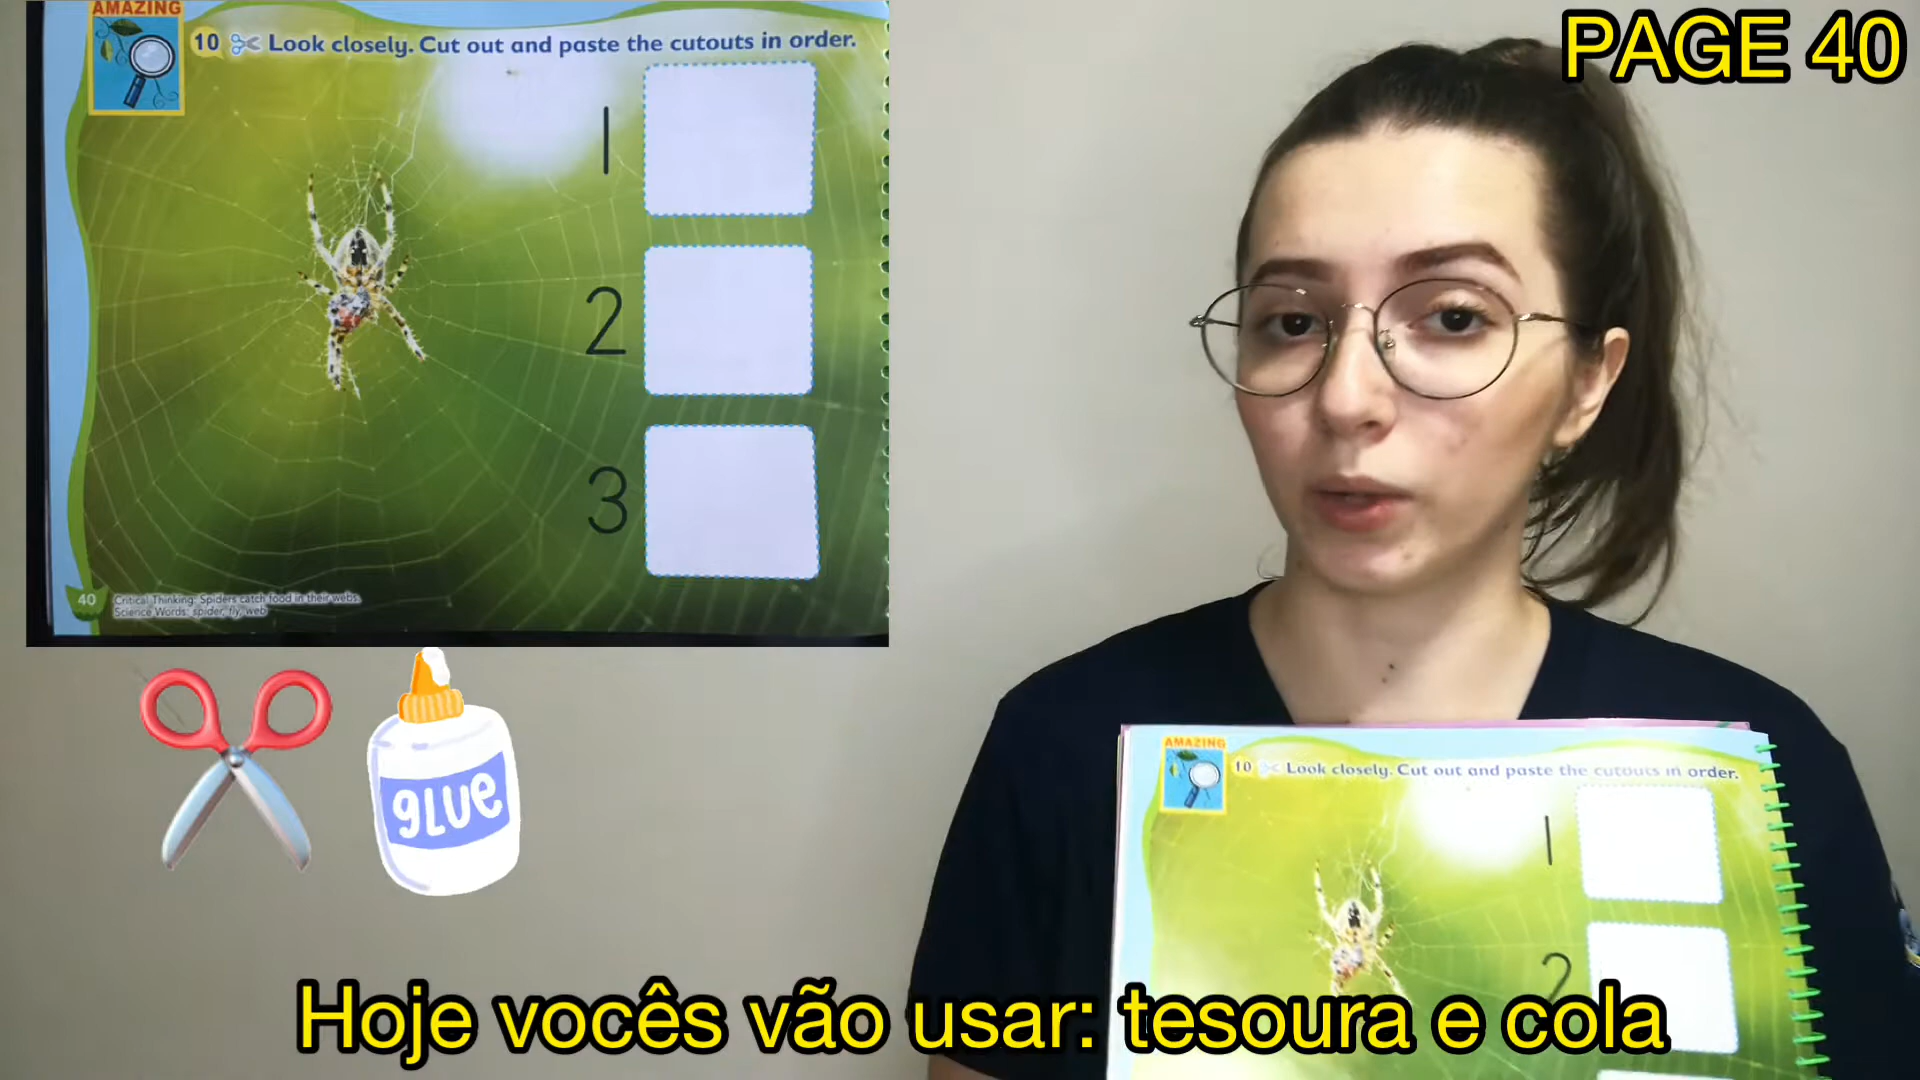 PAGE 40
AMAZING
10 Look closely. Cut out and paste the cutouts in order.
1
2
3
40 Critical Thinking: Spiders catch food in their webs.
Science Words: spider, fly, web
glue
AMAZING
10 Look closely. Cut out and paste the cutouts in order.
1
2
Hoje vocês vão usar: tesoura e cola